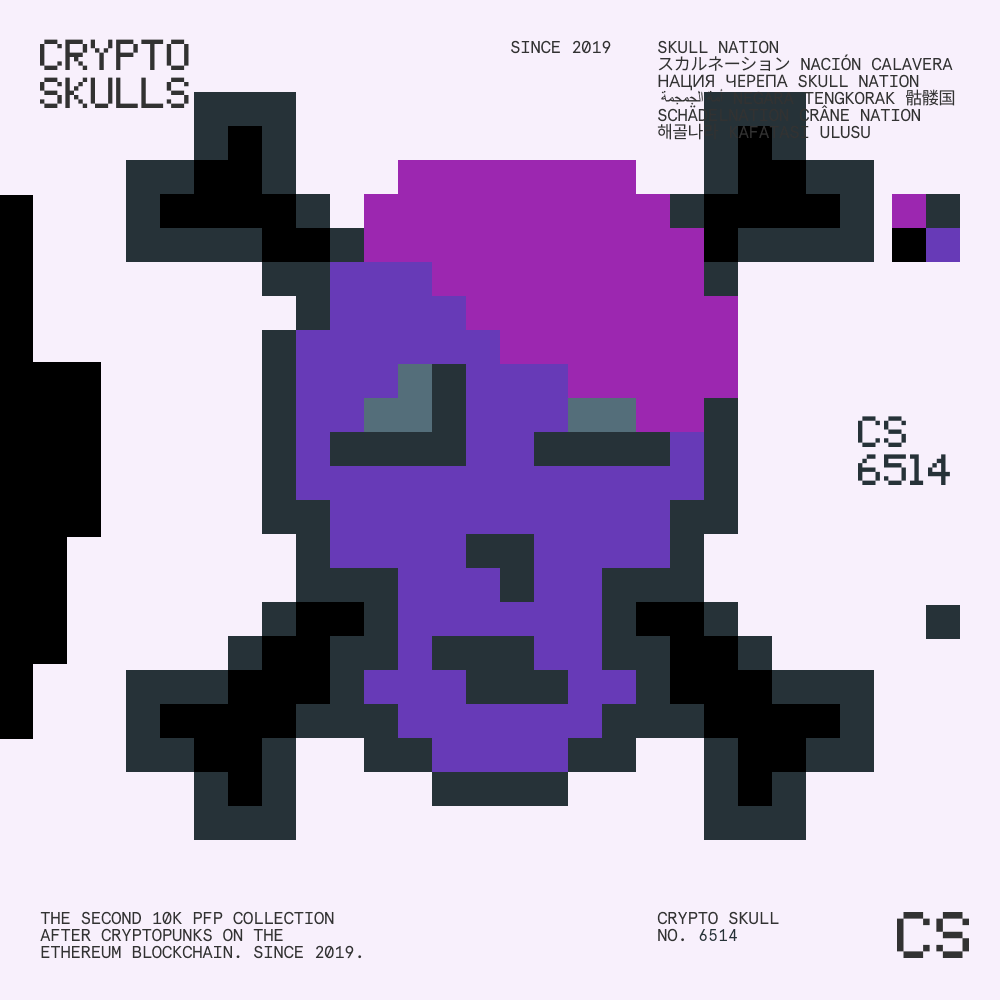 CRYPTO
SKULLS
SINCE 2019
SKULL NATION
スカルネーション NACIÓN CALAVERA
НАЦИЯ ЧЕРЕПА SKULL NATION
الجمجمة TENGKORAK 骷髅国
CRÂNE NATION
ULUSU
CS
6514
THE SECOND 10K PFP COLLECTION
AFTER CRYPTOPUNKS ON THE
ETHEREUM BLOCKCHAIN. SINCE 2019.
CRYPTO SKULL
NO. 6514
CS